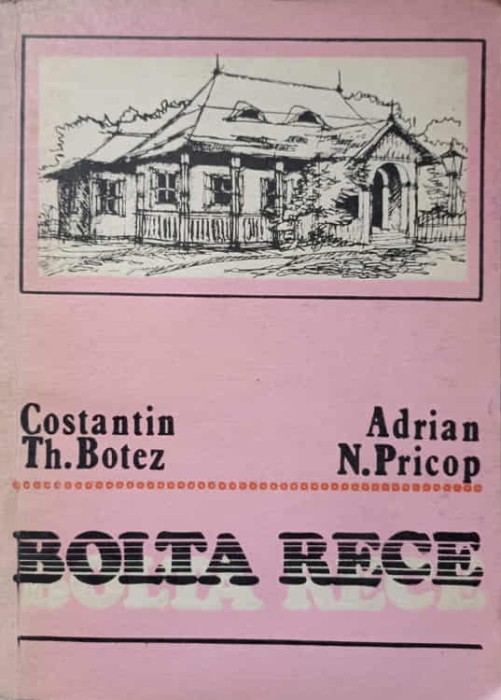 Costantin
Th.Botez
Adrian
N.Pricop
BOLTA RECE